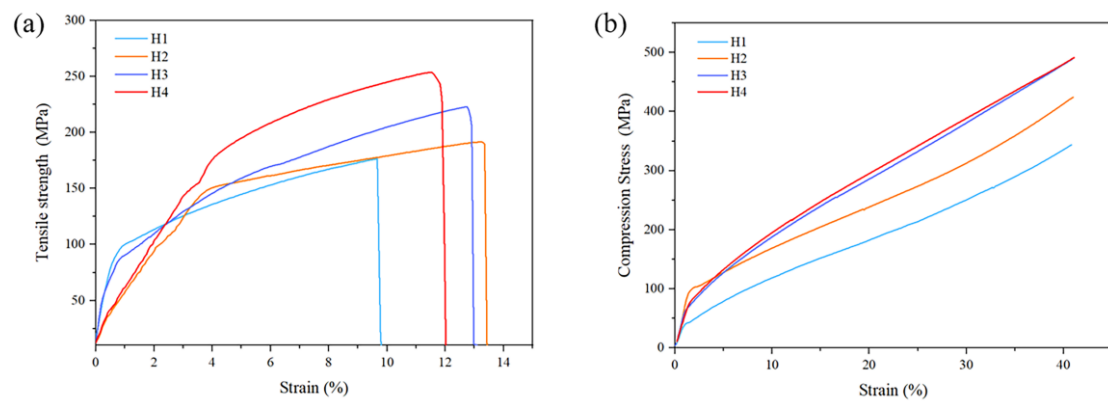 (a)
300
250
200
150
100
50
Tensile strength (MPa)
H1
H2
H3
H4
0
2
4
6
8
10
12
14
Strain (%)
(b)
500
400
300
200
100
0
Compression Stress (MPa)
H1
H2
H3
H4
0
10
20
30
40
Strain (%)